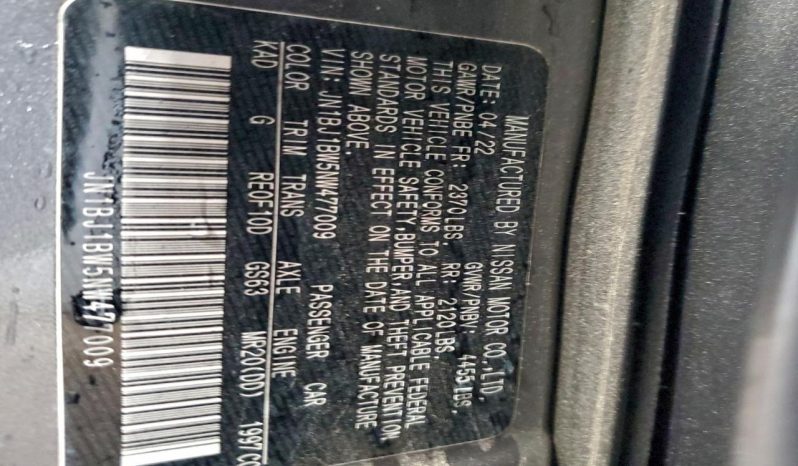 MANUFACTURED BY NISSAN MOTOR CO.,LTD.
DATE: 04/22 GVWR/PNBV: 4453LBS.
GAWR/PNBE FR: 2370LBS. RR: 2120LBS
THIS VEHICLE CONFORMS TO ALL APPLICABLE FEDERAL
MOTOR VEHICLE SAFETY,BUMPER,AND THEFT PREVENTION
STANDARDS IN EFFECT ON THE DATE OF MANUFACTURE
SHOWN ABOVE.
VIN: JN1BJ1BW5NW477009 PASSENGER CAR
COLOR TRIM TRANS AXLE ENGINE
KAD G RE0F10D GS63 MR20(DD) 1997CC
JN1BJ1BW5NW477009